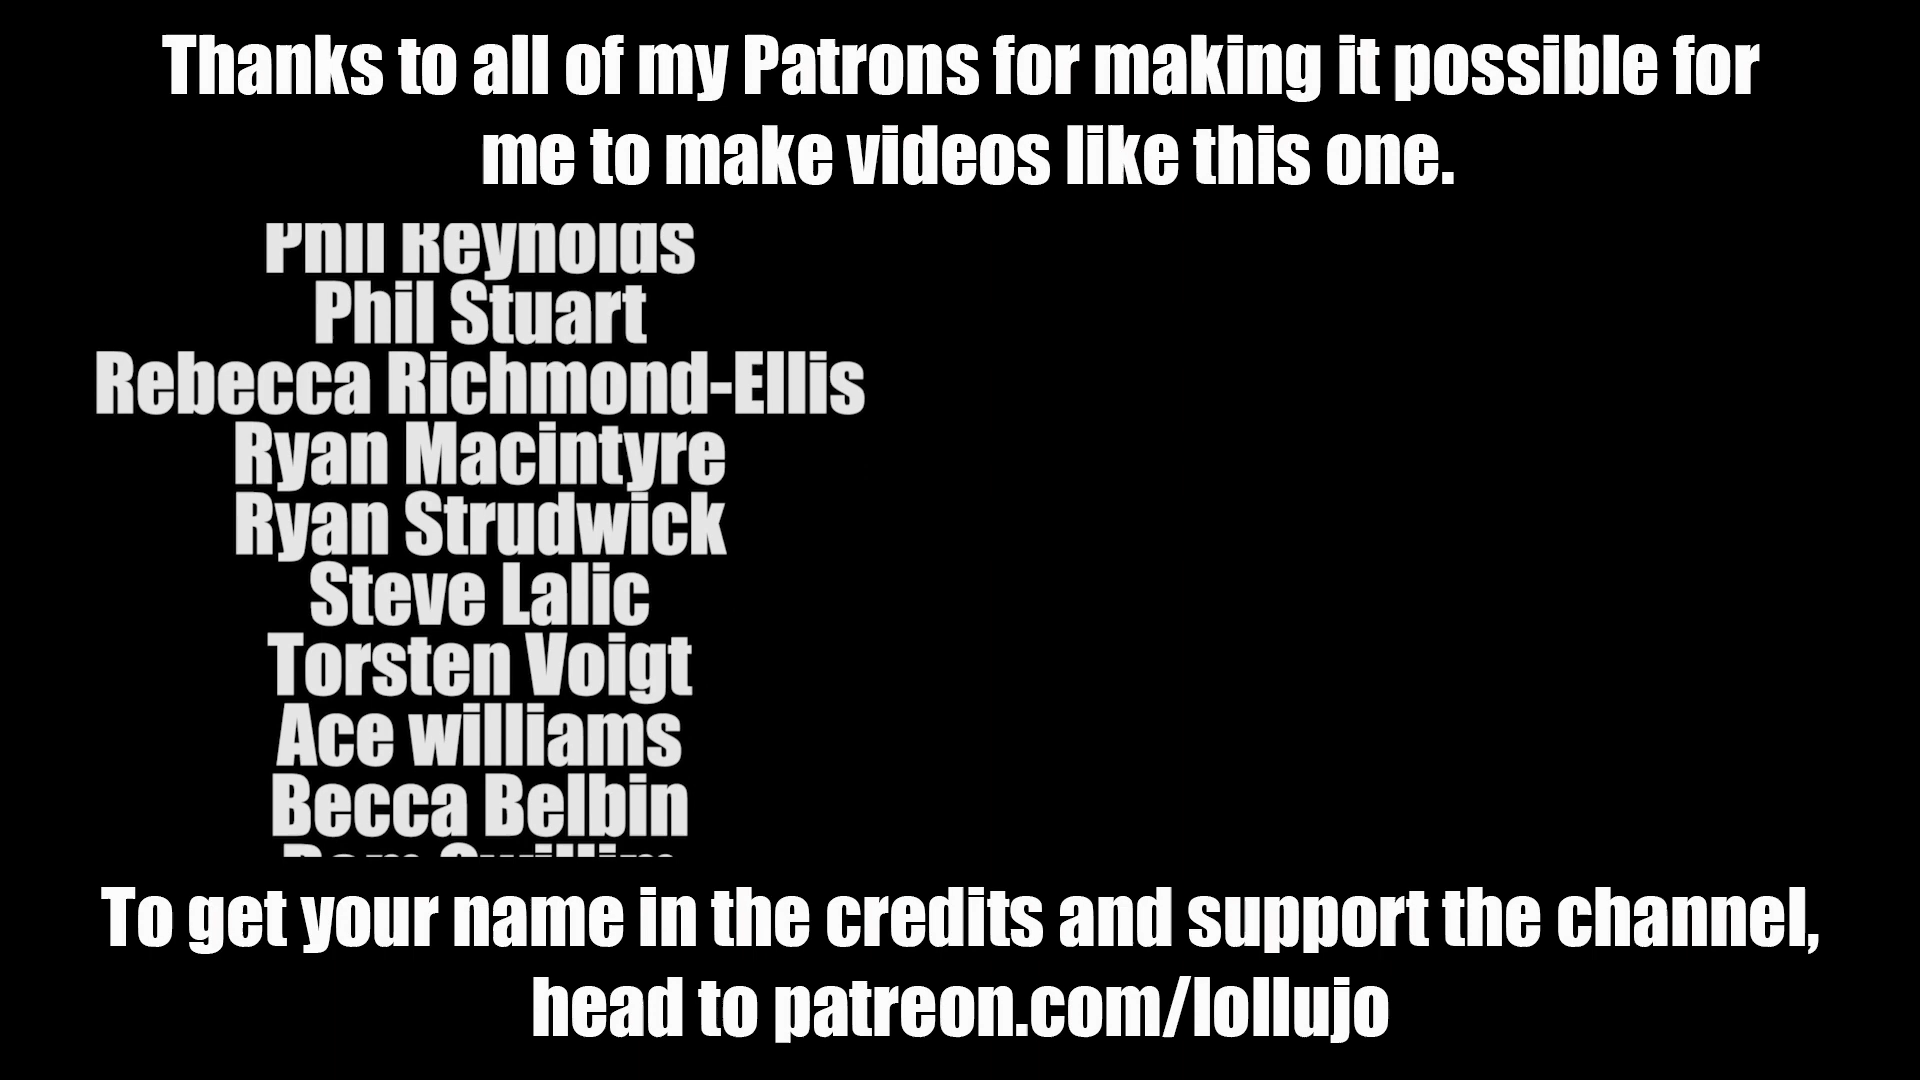 Thanks to all of my Patrons for making it possible for
me to make videos like this one.
Phil Reynolds
Phil Stuart
Rebecca Richmond-Ellis
Ryan Macintyre
Ryan Strudwick
Steve Lalic
Torsten Voigt
Ace williams
Becca Belbin
To get your name in the credits and support the channel,
head to patreon.com/lollujo